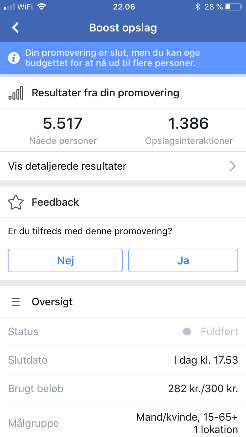 WiFi 22.06 28 %
Boost opslag
Din promovering er slut, men du kan øge
budgettet for at nå ud til flere personer.
Resultater fra din promovering
5.517 1.386
Nåede personer Opslagsinteraktioner
Vis detaljerede resultater
Feedback
Er du tilfreds med denne promovering?
Nej Ja
Oversigt
Status Fuldført
Slutdato I dag kl. 17.53
Brugt beløb 282 kr./300 kr.
Målgruppe Mand/kvinde, 15-65+
1 lokation